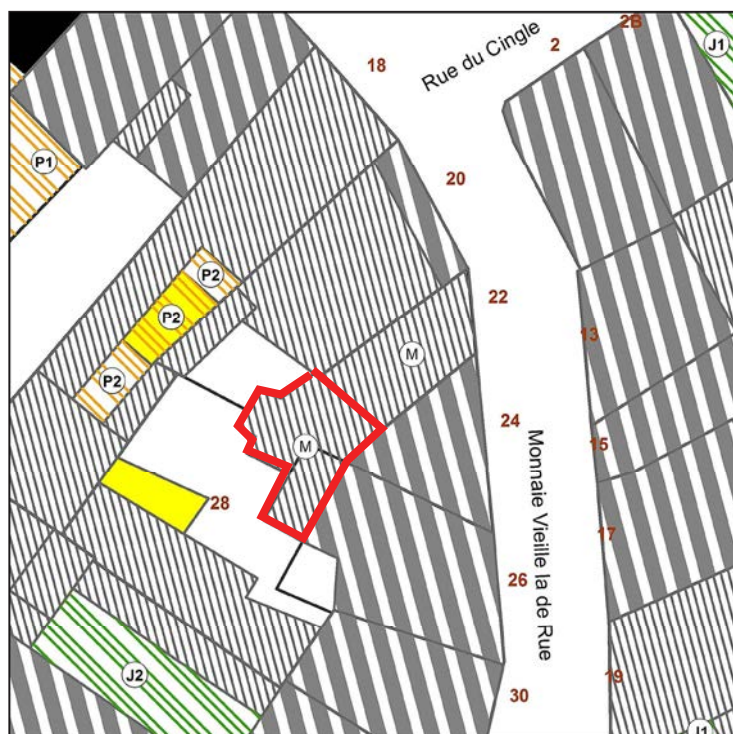 2B
Rue du Cingle
2
J1
18
P1
20
P2
22
P2
13
M
P2
24
15
M
28
17
Monnaie Vieille la de Rue
26
J2
19
30
J1